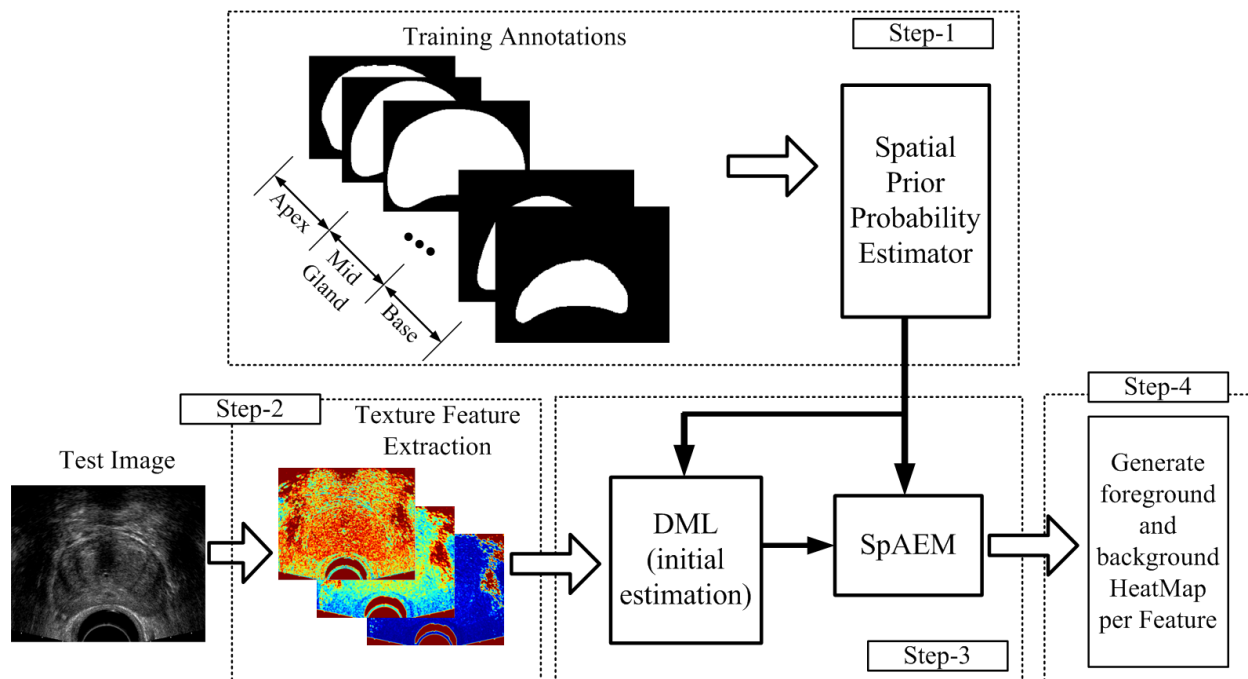 Training Annotations
Step-1
Spatial
Prior
Probability
Estimator
Apex
Mid
Gland
Base
Step-2
Texture Feature
Extraction
Test Image
DML
(initial
estimation)
SpAEM
Step-3
Step-4
Generate
foreground
and
background
HeatMap
per Feature